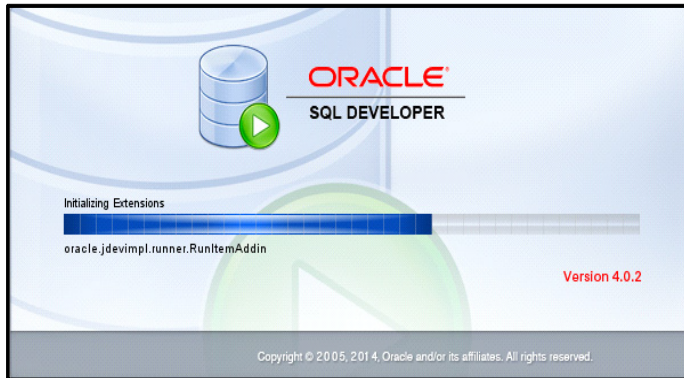 ORACLE®
SQL DEVELOPER
Initializing Extensions
oracle.jdevimpl.runner.RunItemAddin
Version 4.0.2
Copyright © 2005, 2014, Oracle and/or its affiliates. All rights reserved.